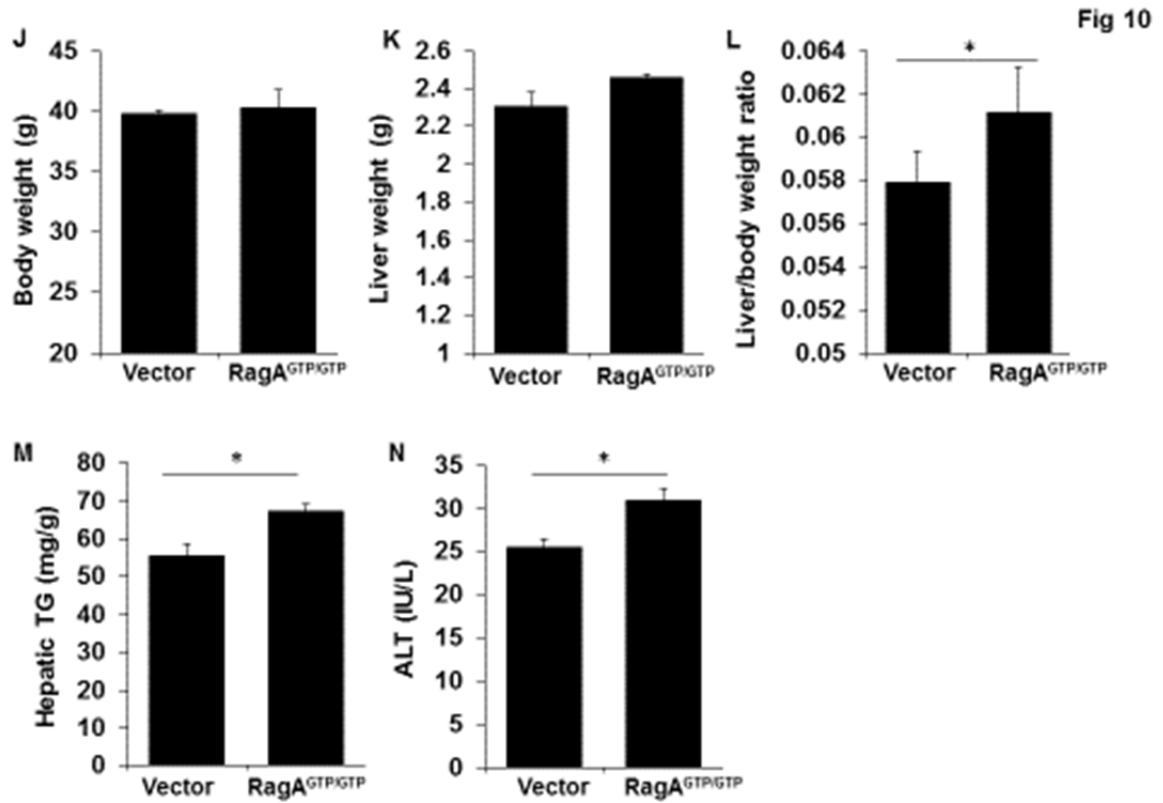 Fig 10
J
Body weight (g)
45
40
35
30
25
20
Vector
RagA^GTP/GTP
K
Liver weight (g)
2.6
2.4
2.2
2
1.8
1.6
1.4
1.2
1
Vector
RagA^GTP/GTP
L
Liver/body weight ratio
0.064
0.062
0.06
0.058
0.056
0.054
0.052
0.05
*
Vector
RagA^GTP/GTP
M
Hepatic TG (mg/g)
80
70
60
50
40
30
20
10
0
*
Vector
RagA^GTP/GTP
N
ALT (IU/L)
35
30
25
20
15
10
5
0
*
Vector
RagA^GTP/GTP